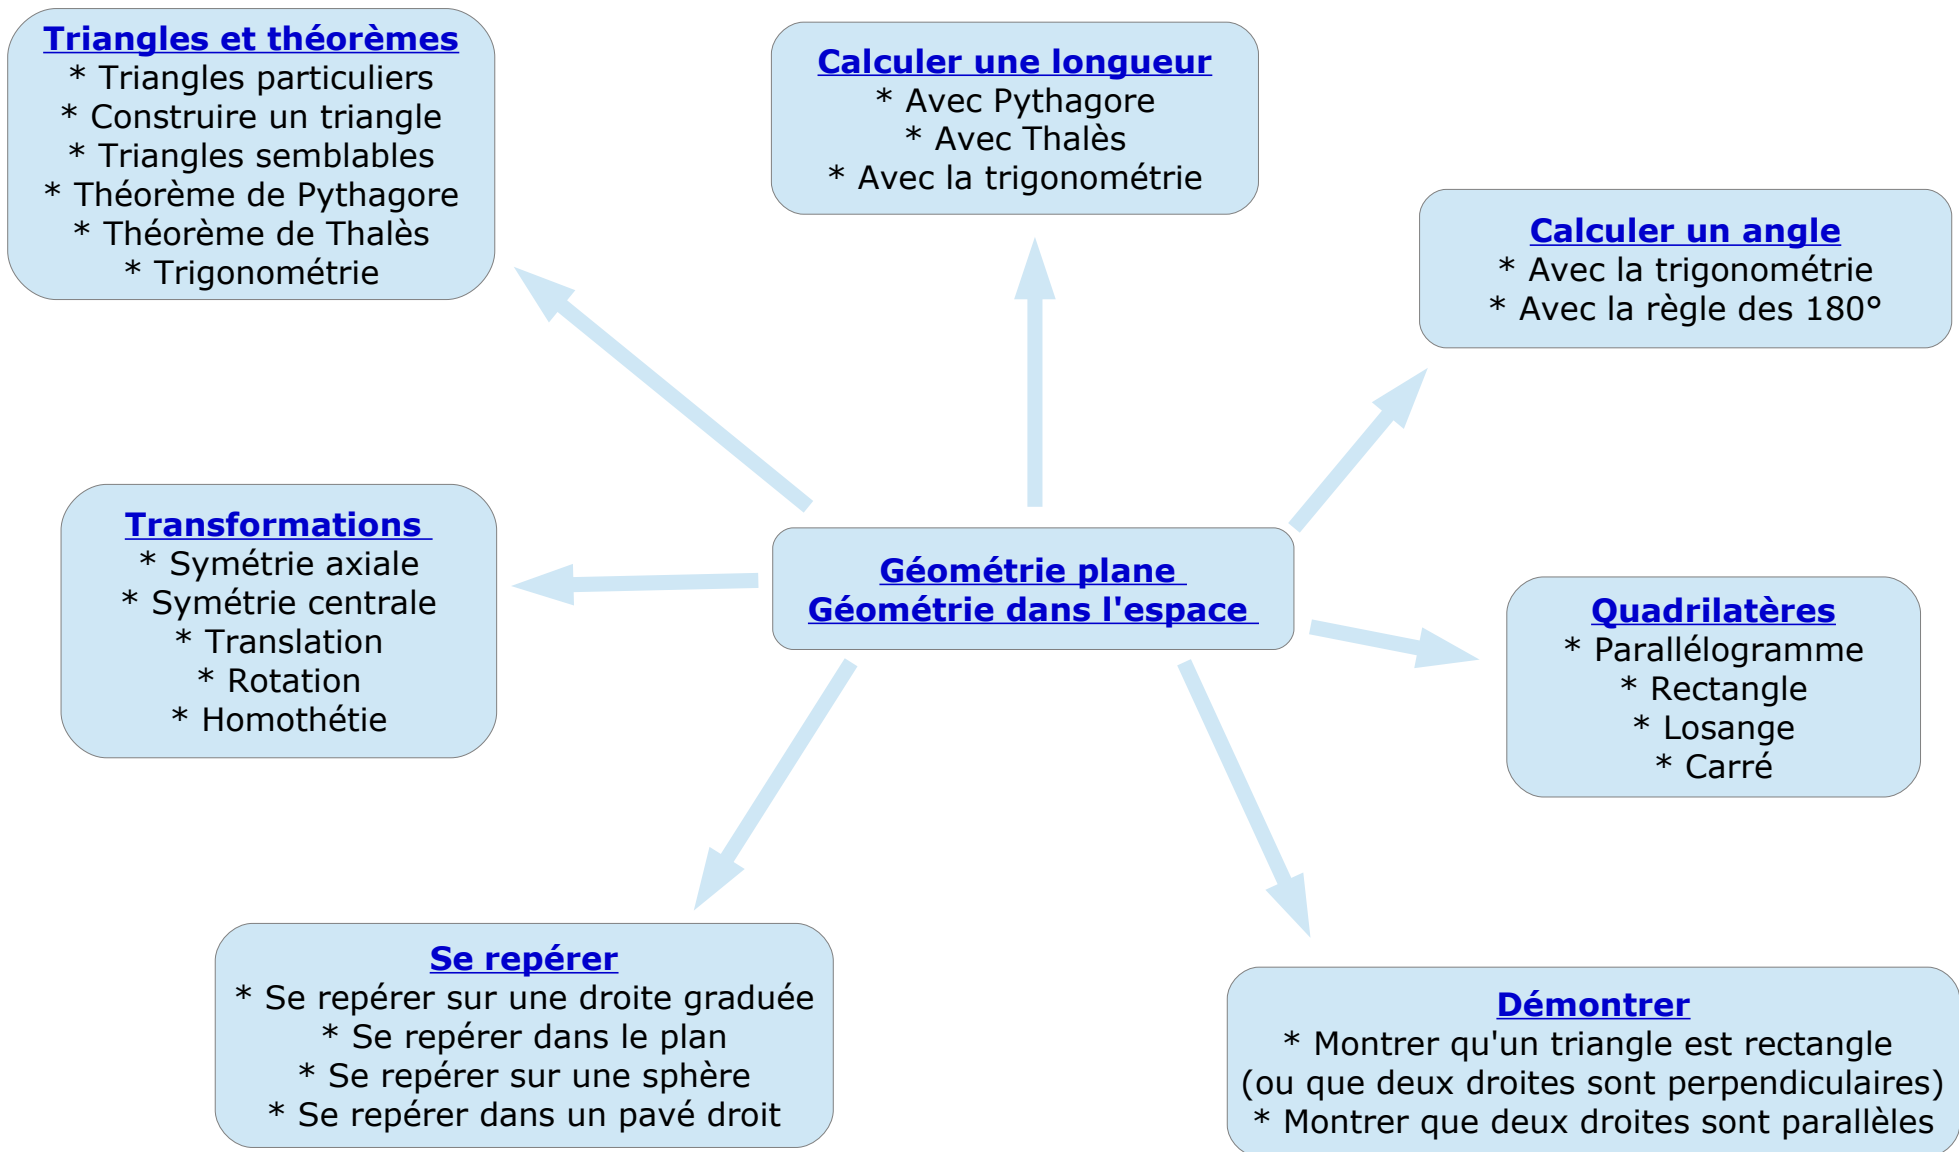 Triangles et théorèmes
* Triangles particuliers
* Construire un triangle
* Triangles semblables
* Théorème de Pythagore
* Théorème de Thalès
* Trigonométrie
Calculer une longueur
* Avec Pythagore
* Avec Thalès
* Avec la trigonométrie
Calculer un angle
* Avec la trigonométrie
* Avec la règle des 180°
Transformations
* Symétrie axiale
* Symétrie centrale
* Translation
* Rotation
* Homothétie
Géométrie plane
Géométrie dans l'espace
Quadrilatères
* Parallélogramme
* Rectangle
* Losange
* Carré
Se repérer
* Se repérer sur une droite graduée
* Se repérer dans le plan
* Se repérer sur une sphère
* Se repérer dans un pavé droit
Démontrer
* Montrer qu'un triangle est rectangle
(ou que deux droites sont perpendiculaires)
* Montrer que deux droites sont parallèles